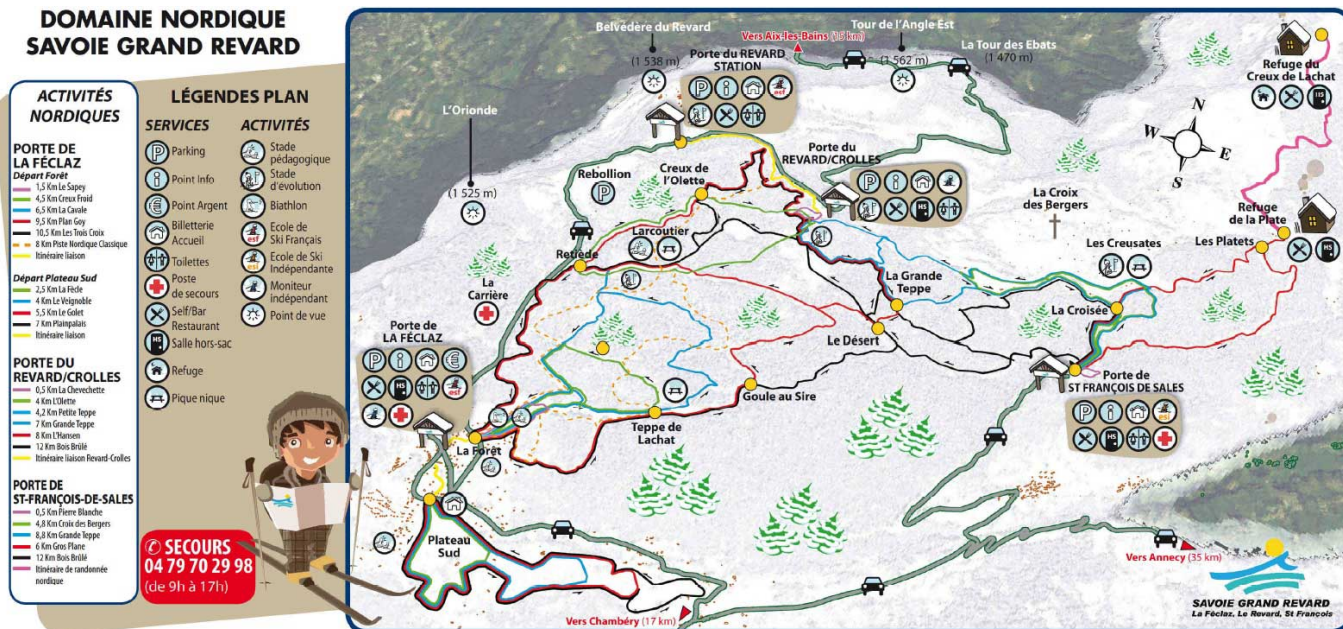 DOMAINE NORDIQUE
SAVOIE GRAND REVARD
ACTIVITÉS
NORDIQUES
PORTE DE
LA FÉCLAZ
Départ Forêt
1,5 Km Le Sapey
4,5 Km Creux Froid
6,5 Km La Cavale
9,5 Km Plan Goy
10,5 Km Les Trois Croix
8 Km Piste Nordique Classique
Itinéraire liaison
Départ Plateau Sud
2,5 Km La Fède
4 Km Le Veignoble
5,5 Km Le Golet
7 Km Plainpalais
Itinéraire liaison
PORTE DU
REVARD/CROLLES
0,5 Km La Chevechette
4 Km L'Olette
4,2 Km Petite Teppe
7 Km Grande Teppe
8 Km L'Hansen
12 Km Bois Brûlé
Itinéraire liaison Revard-Crolles
PORTE DE
ST-FRANÇOIS-DE-SALES
0,5 Km Pierre Blanche
4,8 Km Croix des Bergers
8,8 Km Grande Teppe
6 Km Gros Plane
12 Km Bois Brûlé
Itinéraire de randonnée
nordique
LÉGENDES PLAN
SERVICES
Parking
Point Info
Point Argent
Billetterie
Accueil
Toilettes
Poste
de secours
Self/Bar
Restaurant
HS
Salle hors-sac
Refuge
Pique nique
ACTIVITÉS
Stade
pédagogique
Stade
d'évolution
Biathlon
esf
Ecole de
Ski Français
esi
Ecole de Ski
Indépendante
Moniteur
indépendant
Point de vue
SECOURS
04 79 70 29 98
(de 9h à 17h)
Belvédère du Revard
(1 538 m)
Vers Aix-les-Bains (15 km)
Tour de l'Angle Est
(1 562 m)
La Tour des Ebats
(1 470 m)
Porte du REVARD
STATION
L'Orionde
(1 525 m)
Rebollion
P
Creux de
l'Olette
Porte du
REVARD/CROLLES
Refuge du
Creux de Lachat
N
W
E
S
La Croix
des Bergers
Refuge
de la Plate
Les Platets
Les Creusates
Larcoutier
Retiède
La
Carrière
La Grande
Teppe
La Croisée
Le Désert
Porte de
LA FÉCLAZ
Porte de
ST FRANÇOIS DE SALES
Goule au Sire
Teppe de
Lachat
La Forêt
Plateau
Sud
Vers Chambéry (17 km)
Vers Annecy (35 km)
SAVOIE GRAND REVARD
La Féclaz, Le Revard, St François